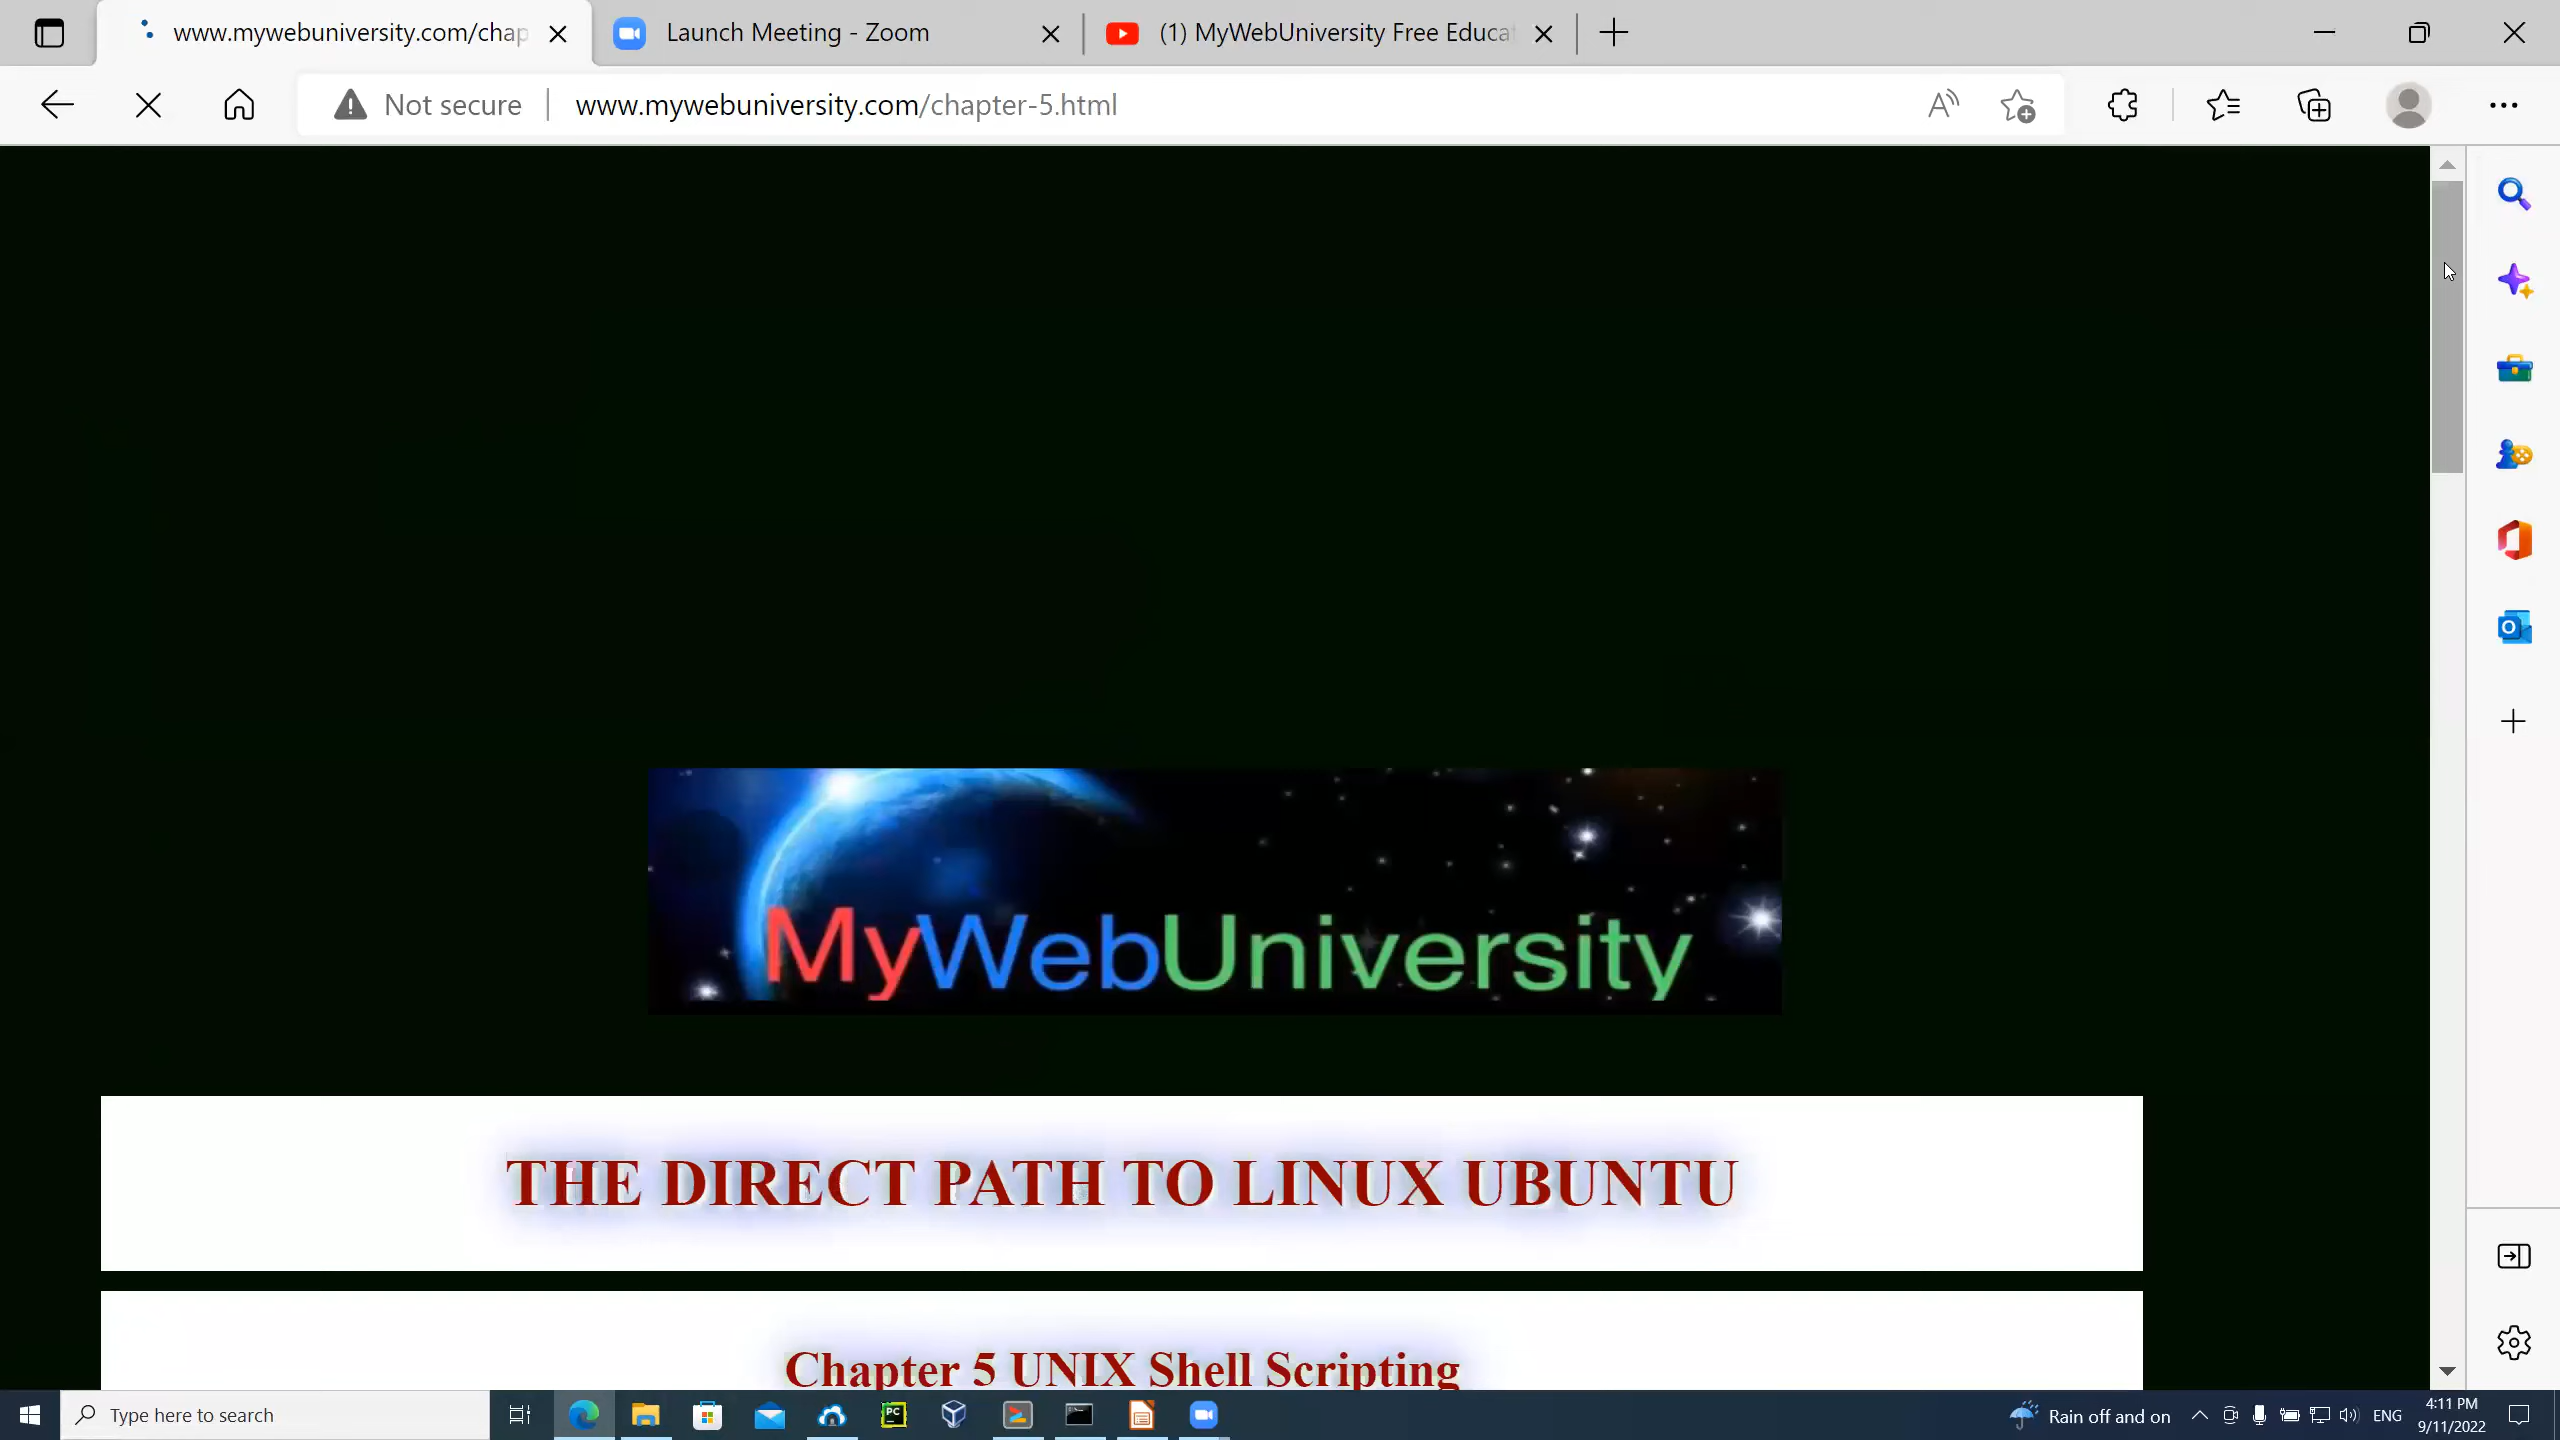 www.mywebuniversity.com/chap
Launch Meeting - Zoom
(1) MyWebUniversity Free Educa
Not secure
www.mywebuniversity.com/chapter-5.html
MyWebUniversity
THE DIRECT PATH TO LINUX UBUNTU
Chapter 5 UNIX Shell Scripting
Type here to search
PC
Rain off and on
ENG
4:11 PM
9/11/2022